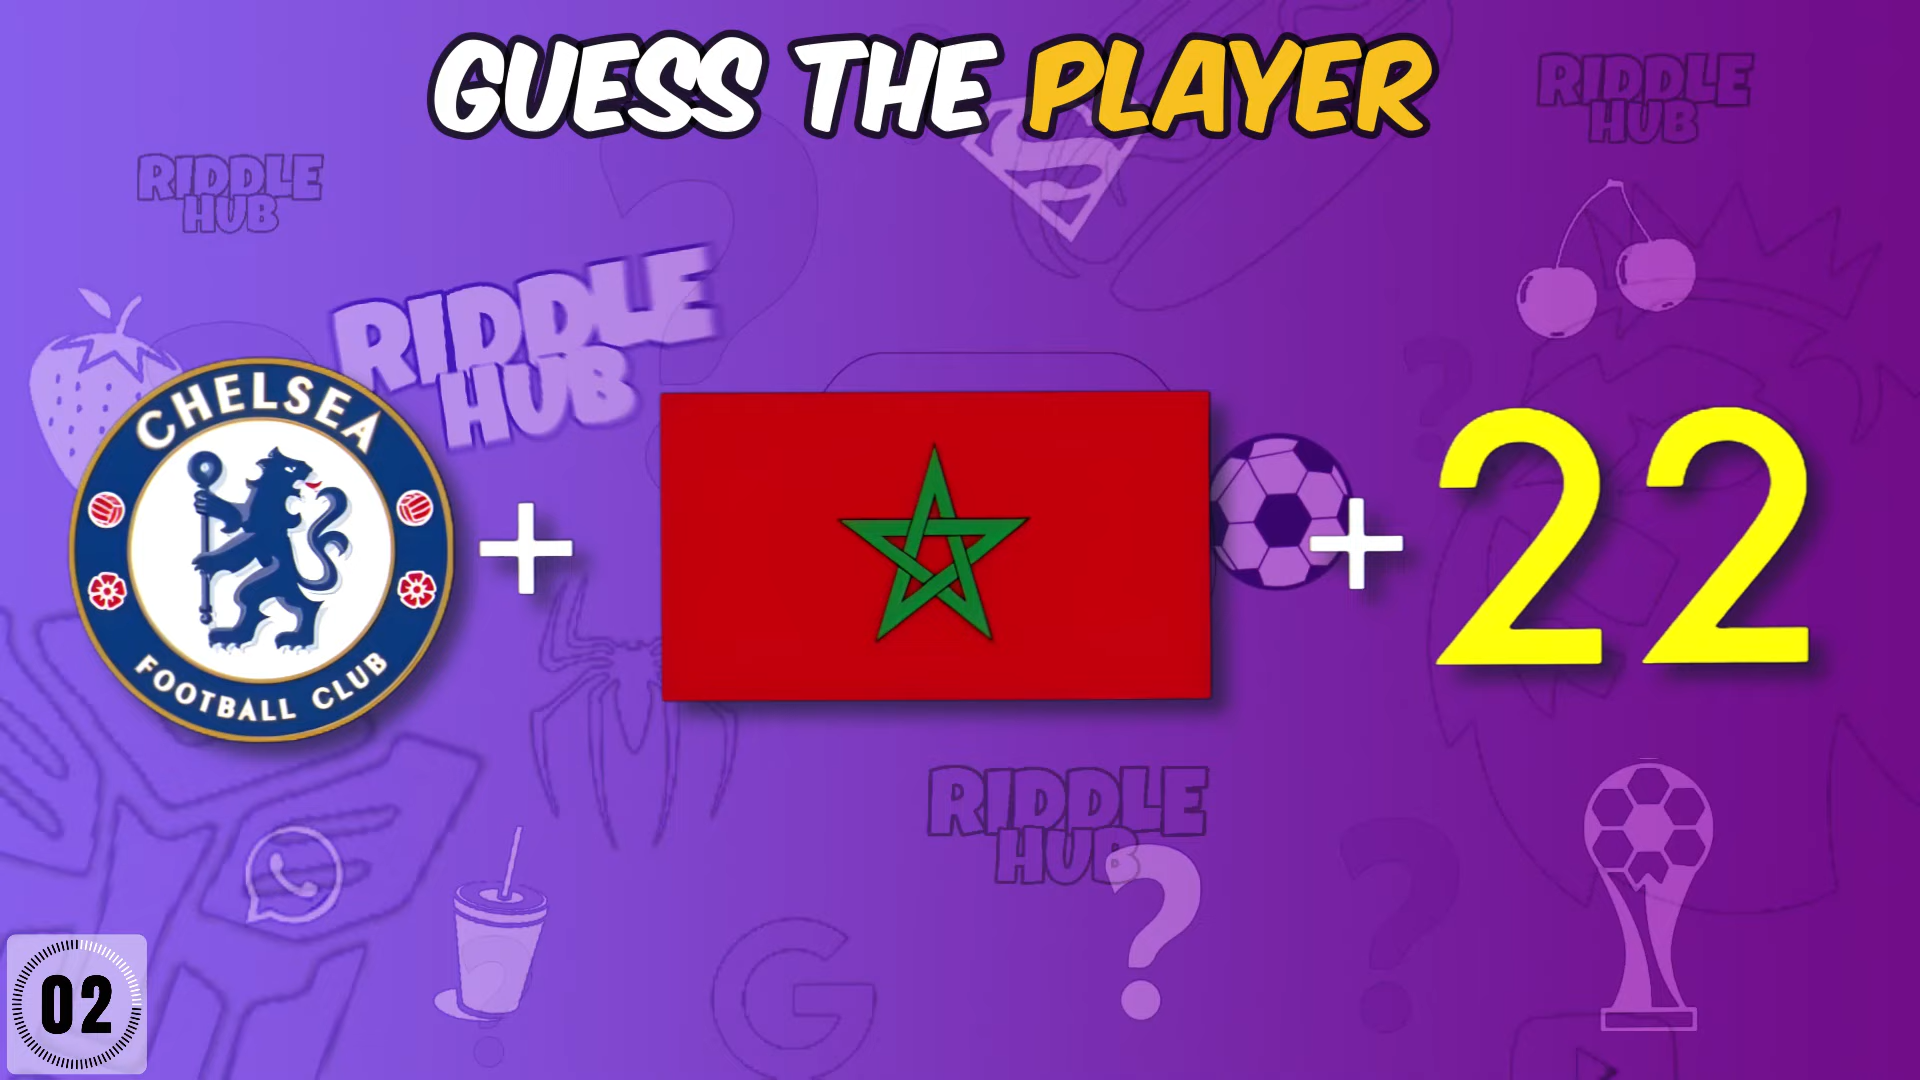 GUESS THE PLAYER
RIDDLE
HUB
RIDDLE
HUB
RIDDLE
HUB
CHELSEA
FOOTBALL CLUB
+
+
22
RIDDLE
HUB
?
G
02